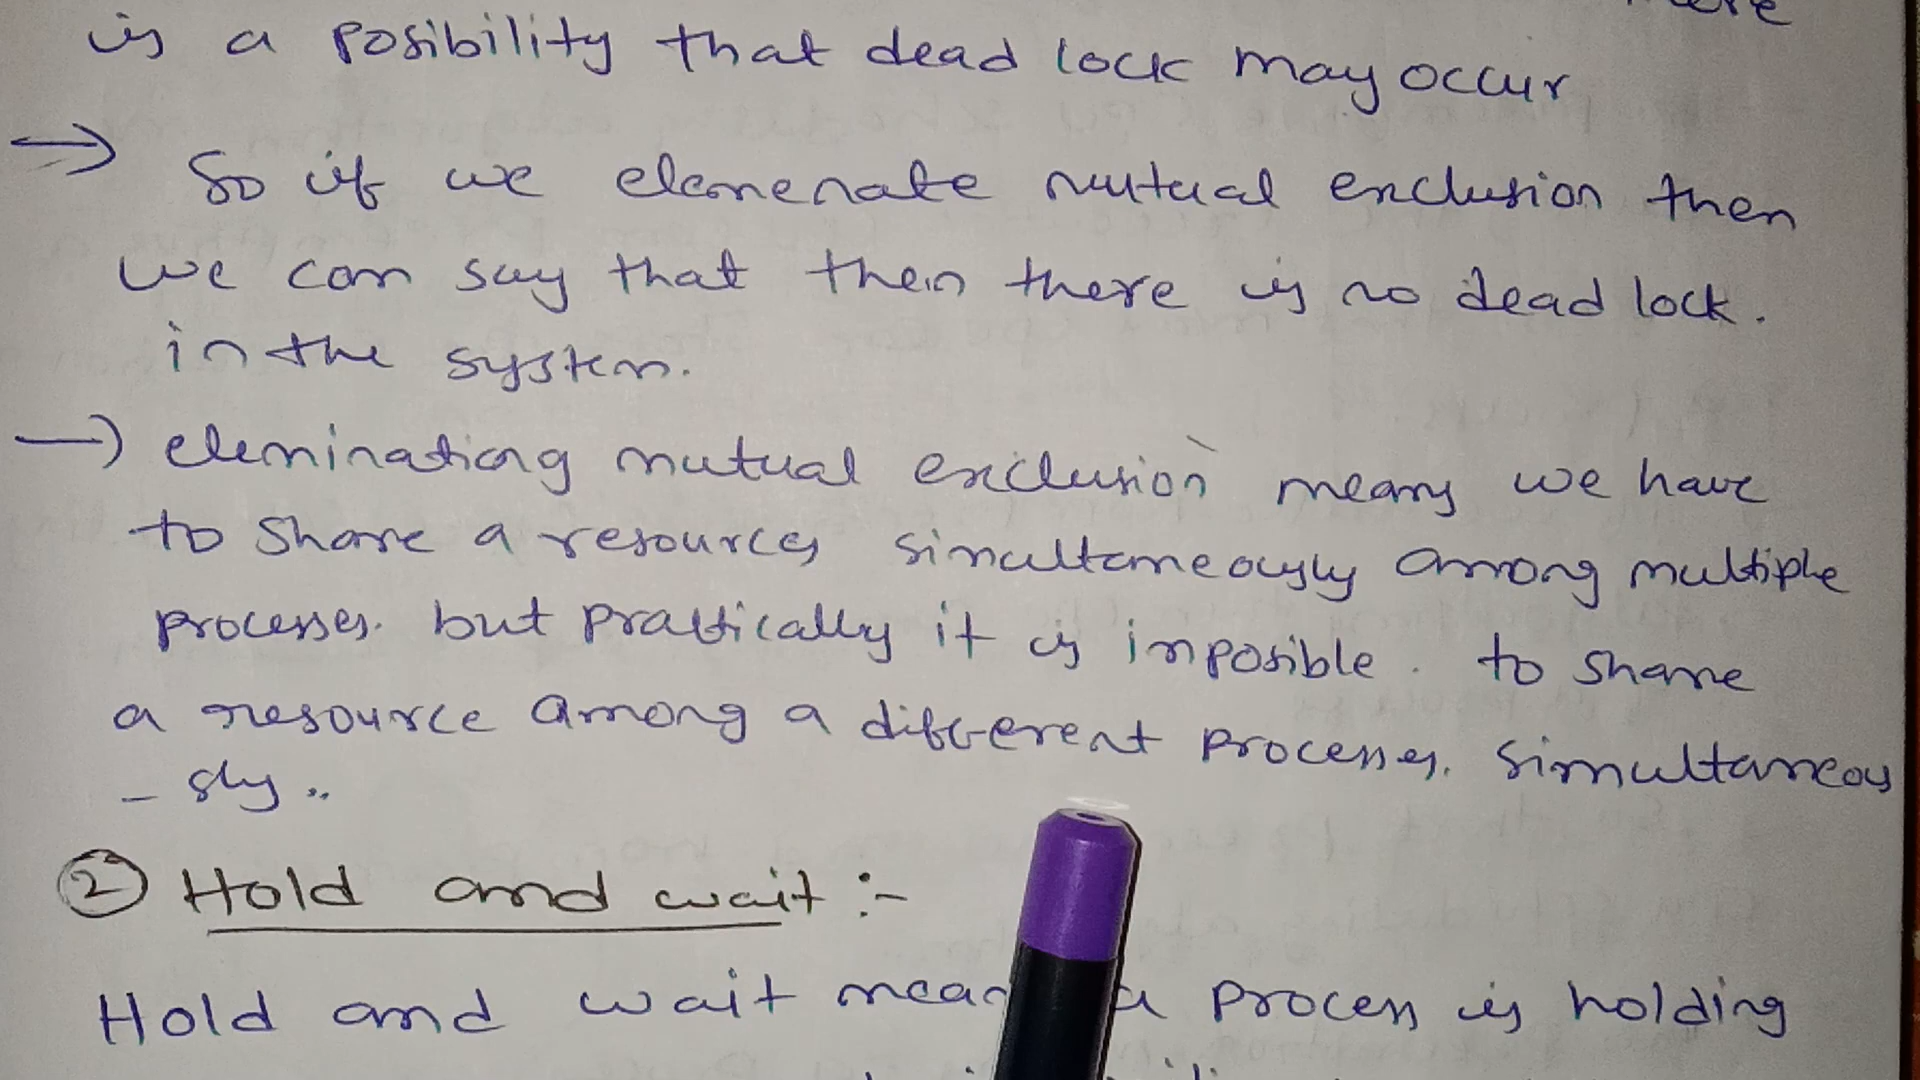 is a posibility that dead lock may occur
→ So if we elemenate mutual exclusion then
we can say that then there is no dead lock.
in the system.
→ eleminationg mutual exclusion means we have
to share a resources simultaneously among multiple
processes. but practically it is imposible. to share
a resource among a different processes. simultaneou
- sly ..
② Hold and wait :-
Hold and wait mean a process is holding